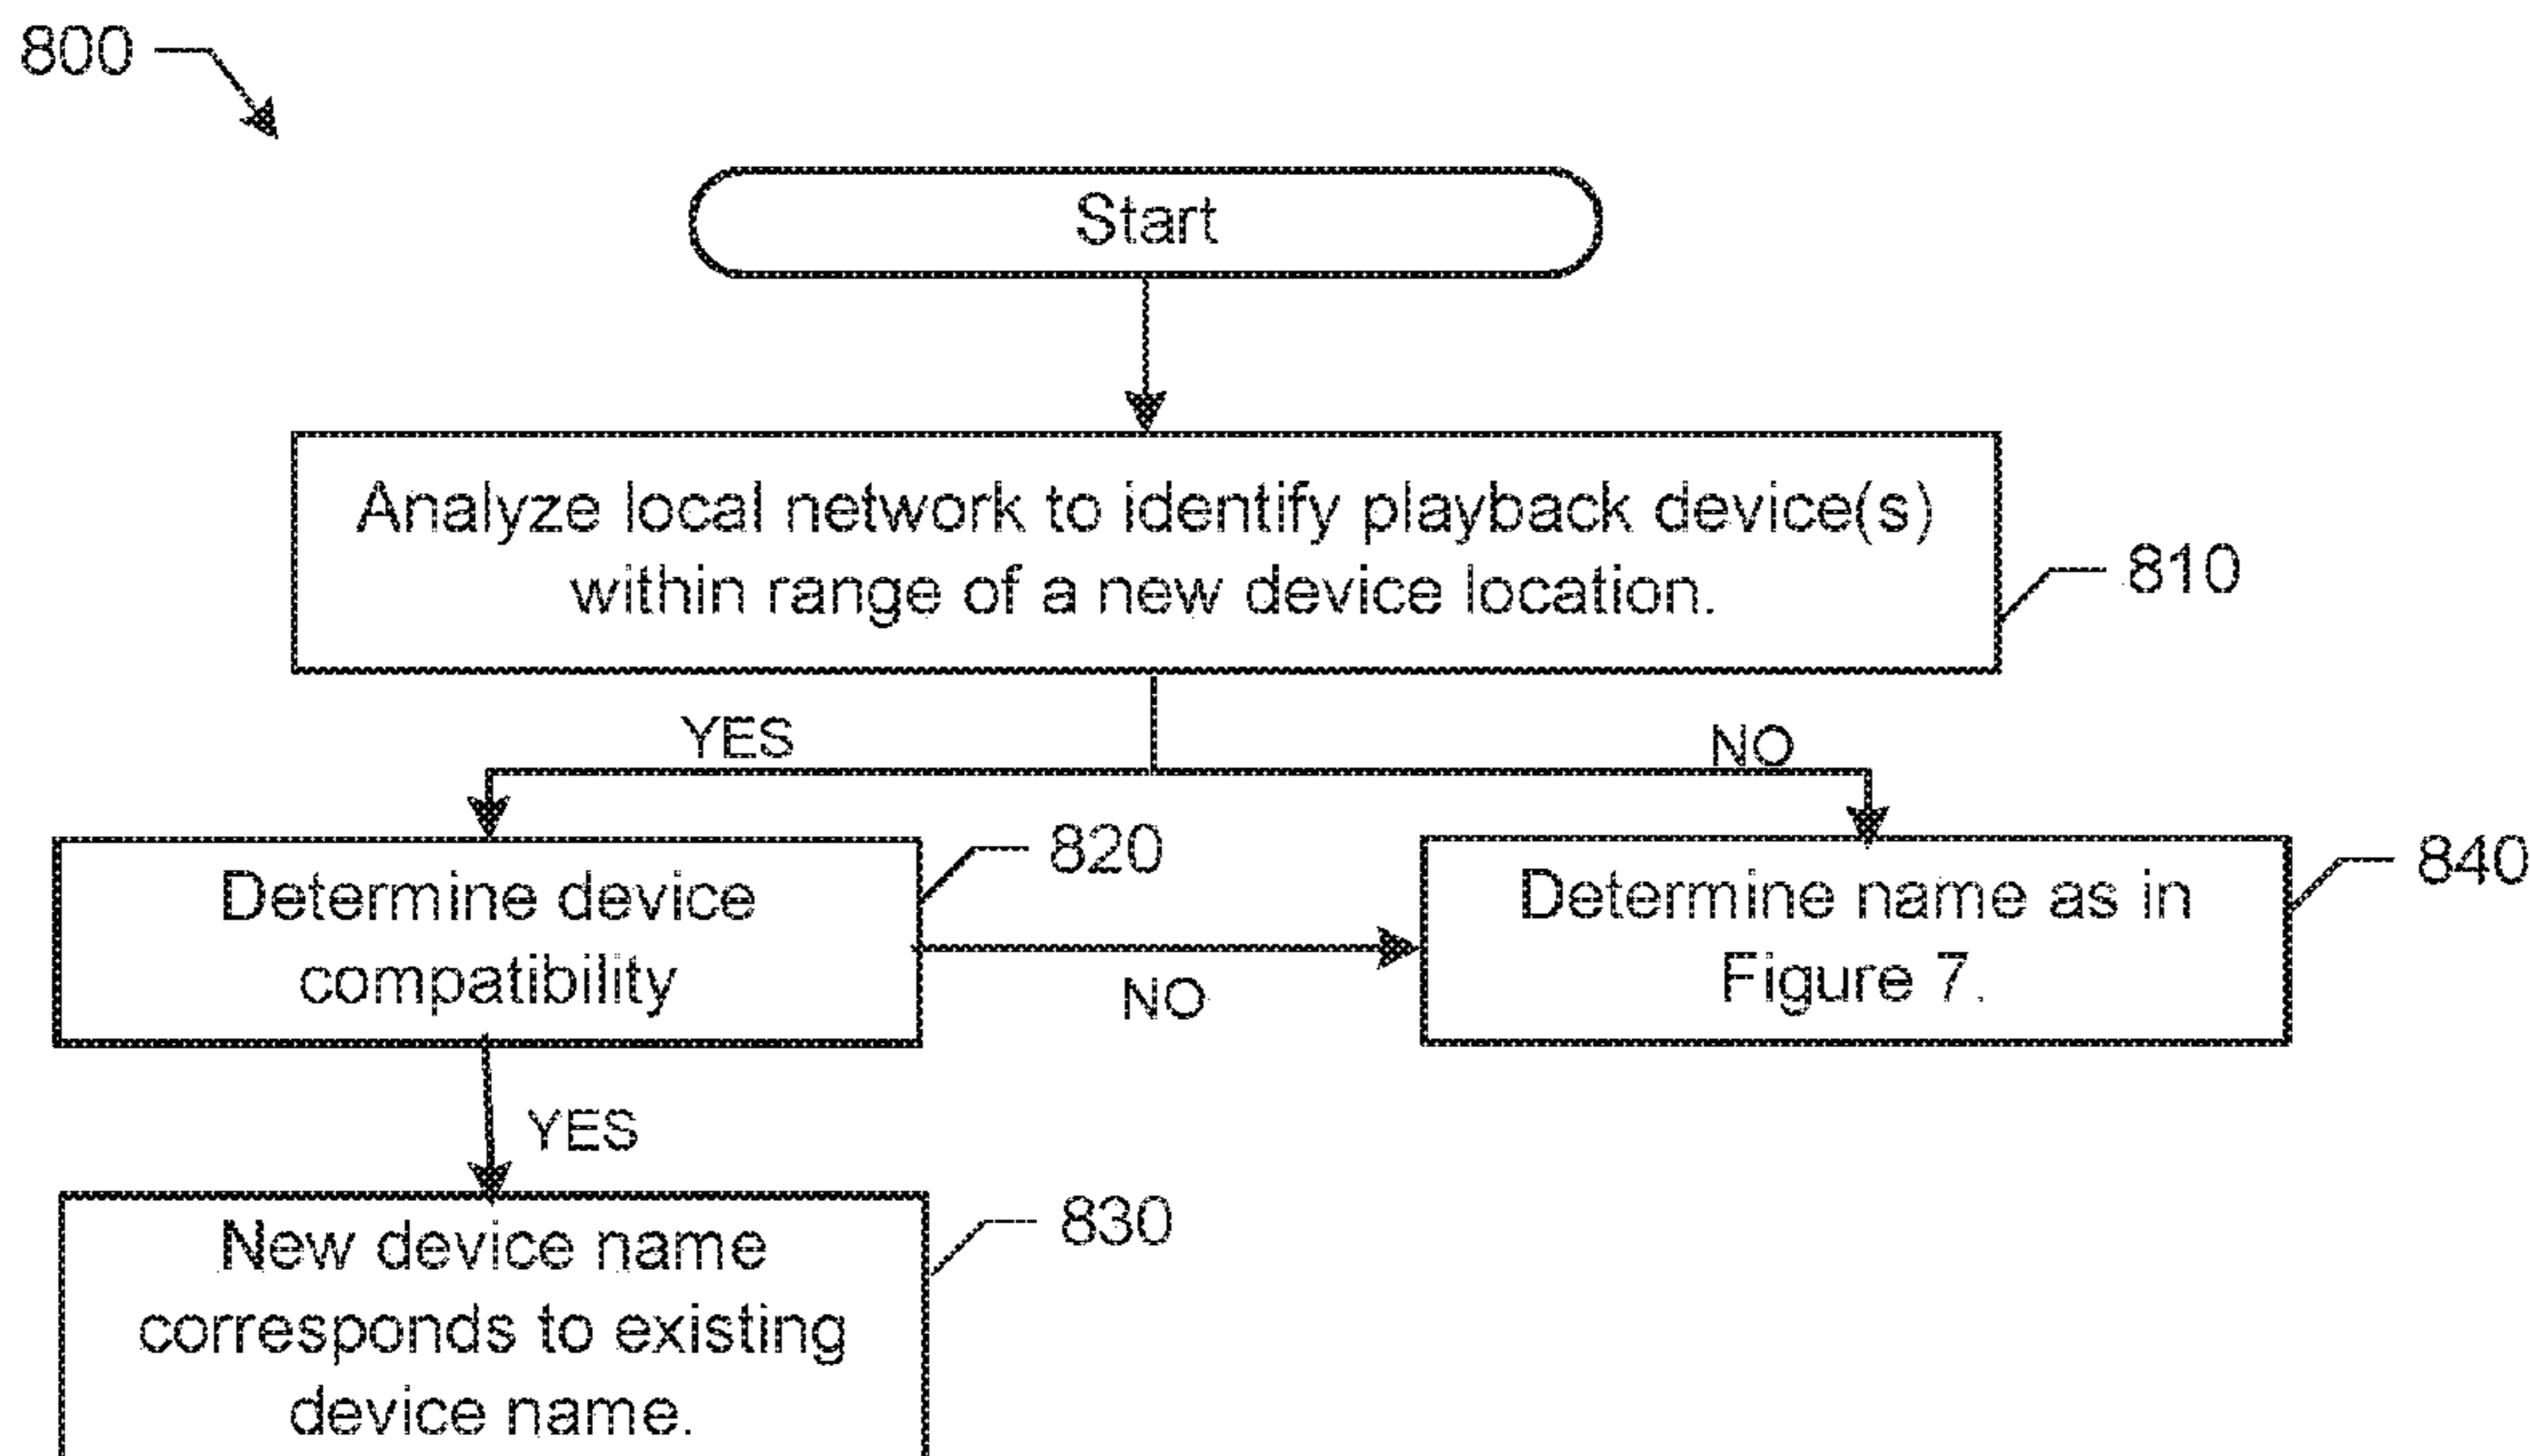 800
Start
Analyze local network to identify playback device(s)
within range of a new device location.
810
YES
NO
Determine device
compatibility
820
NO
Determine name as in
Figure 7.
840
YES
New device name
corresponds to existing
device name.
830